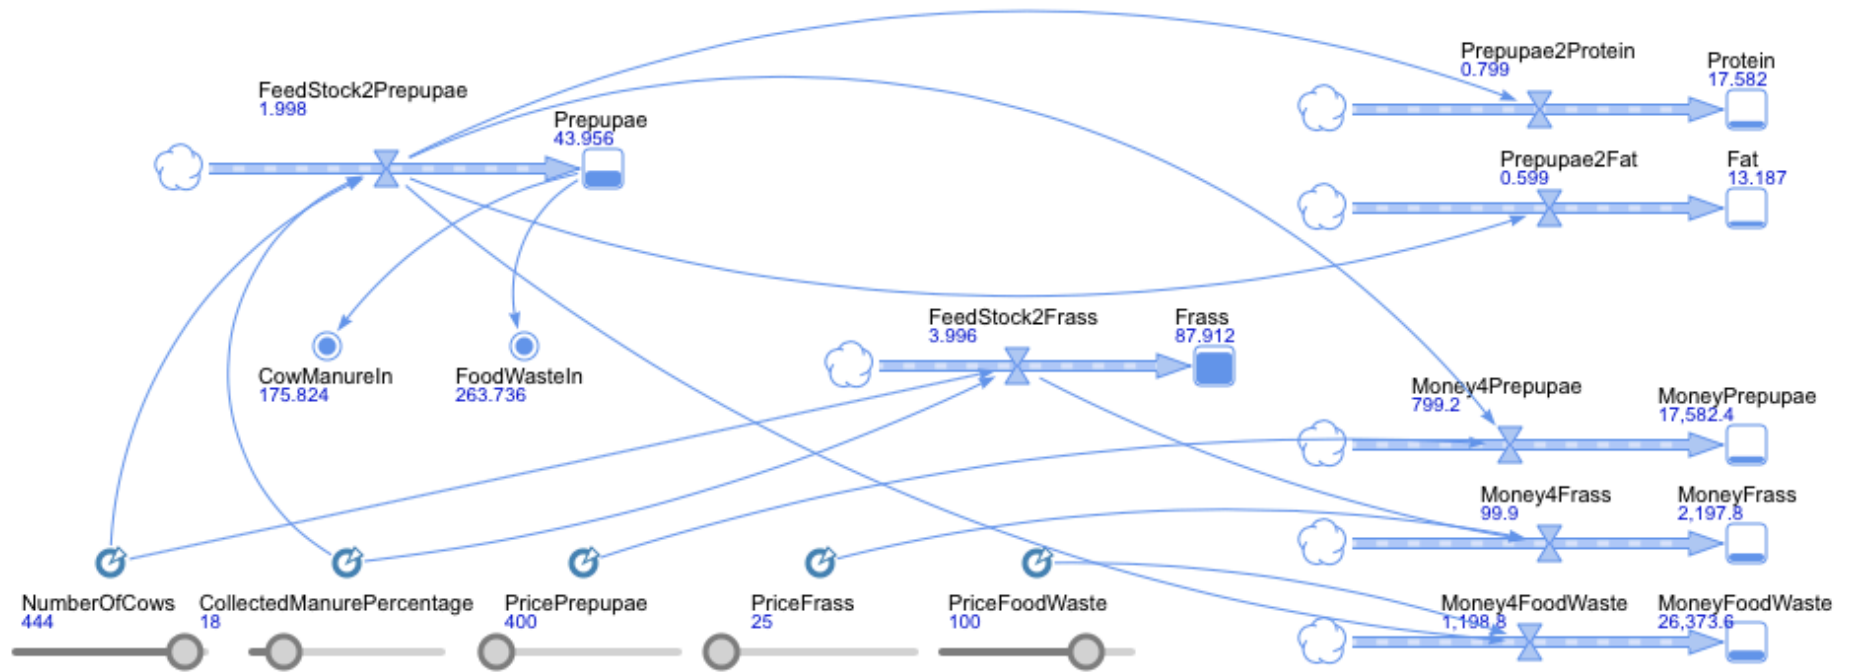 Prepupae2Protein
0.799
Protein
17.582
FeedStock2Prepupae
1.998
Prepupae
43.956
Prepupae2Fat
0.599
Fat
13.187
FeedStock2Frass
3.996
Frass
87.912
CowManureIn
175.824
FoodWasteIn
263.736
Money4Prepupae
799.2
MoneyPrepupae
17,582.4
Money4Frass
99.9
MoneyFrass
2,197.8
NumberOfCows
444
CollectedManurePercentage
18
PricePrepupae
400
PriceFrass
25
PriceFoodWaste
100
Money4FoodWaste
1,198.8
MoneyFoodWaste
26,373.6